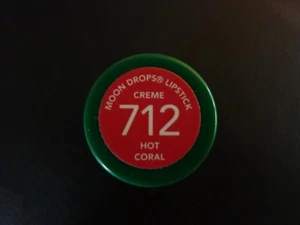 MOON DROPS® LIPSTICK
CREME
712
HOT
CORAL